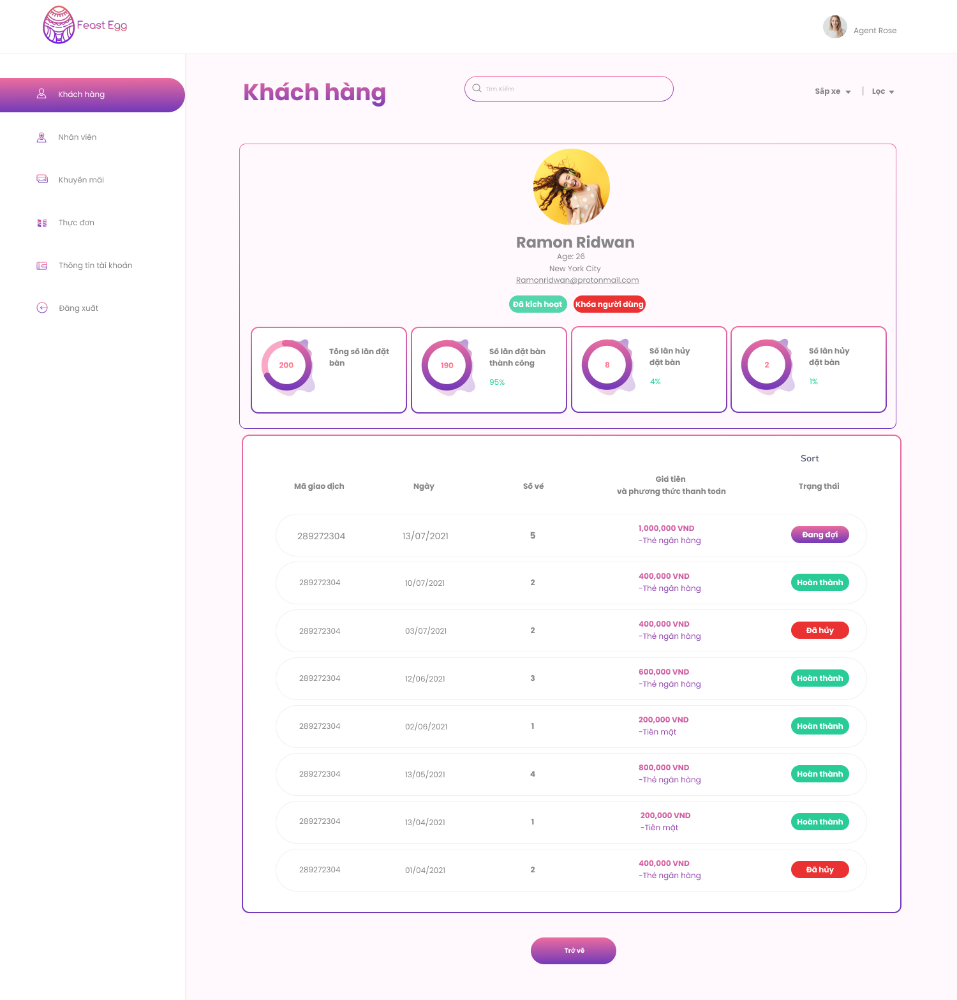 Feast Egg
Agent Rose
Khách hàng
Nhân viên
Khuyến mãi
Thực đơn
Thông tin tài khoản
Đăng xuất
Khách hàng
Tìm Kiếm
Sắp xe
Lọc
Ramon Ridwan
Age: 26
New York City
Ramonridwan@protonmail.com
Đã kích hoạt
Khóa người dùng
200
Tổng số lần đặt
bàn
190
Số lần đặt bàn
thành công
95%
8
Số lần hủy
đặt bàn
4%
2
Số lần hủy
đặt bàn
1%
Sort
Mã giao dịch
Ngày
Số vé
Giá tiền
và phương thức thanh toán
Trạng thái
289272304
13/07/2021
5
1,000,000 VND
-Thẻ ngân hàng
Đang đợi
289272304
10/07/2021
2
400,000 VND
-Thẻ ngân hàng
Hoàn thành
289272304
03/07/2021
2
400,000 VND
-Thẻ ngân hàng
Đã hủy
289272304
12/06/2021
3
600,000 VND
-Thẻ ngân hàng
Hoàn thành
289272304
02/06/2021
1
200,000 VND
-Tiền mặt
Hoàn thành
289272304
13/05/2021
4
800,000 VND
-Thẻ ngân hàng
Hoàn thành
289272304
13/04/2021
1
200,000 VND
-Tiền mặt
Hoàn thành
289272304
01/04/2021
2
400,000 VND
-Thẻ ngân hàng
Đã hủy
Trở về